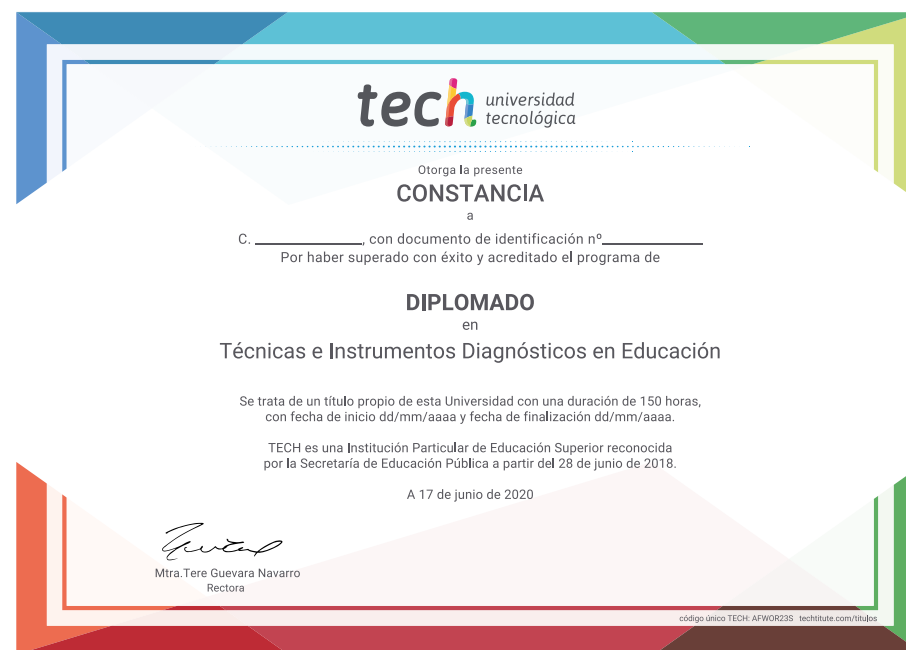 tech universidad
tecnológica
Otorga la presente
CONSTANCIA
a
C. ____________, con documento de identificación nº____________
Por haber superado con éxito y acreditado el programa de
DIPLOMADO
en
Técnicas e Instrumentos Diagnósticos en Educación
Se trata de un título propio de esta Universidad con una duración de 150 horas,
con fecha de inicio dd/mm/aaaa y fecha de finalización dd/mm/aaaa.
TECH es una Institución Particular de Educación Superior reconocida
por la Secretaría de Educación Pública a partir del 28 de junio de 2018.
A 17 de junio de 2020
Mtra.Tere Guevara Navarro
Rectora
código único TECH: AFWOR23S techtitute.com/titulos